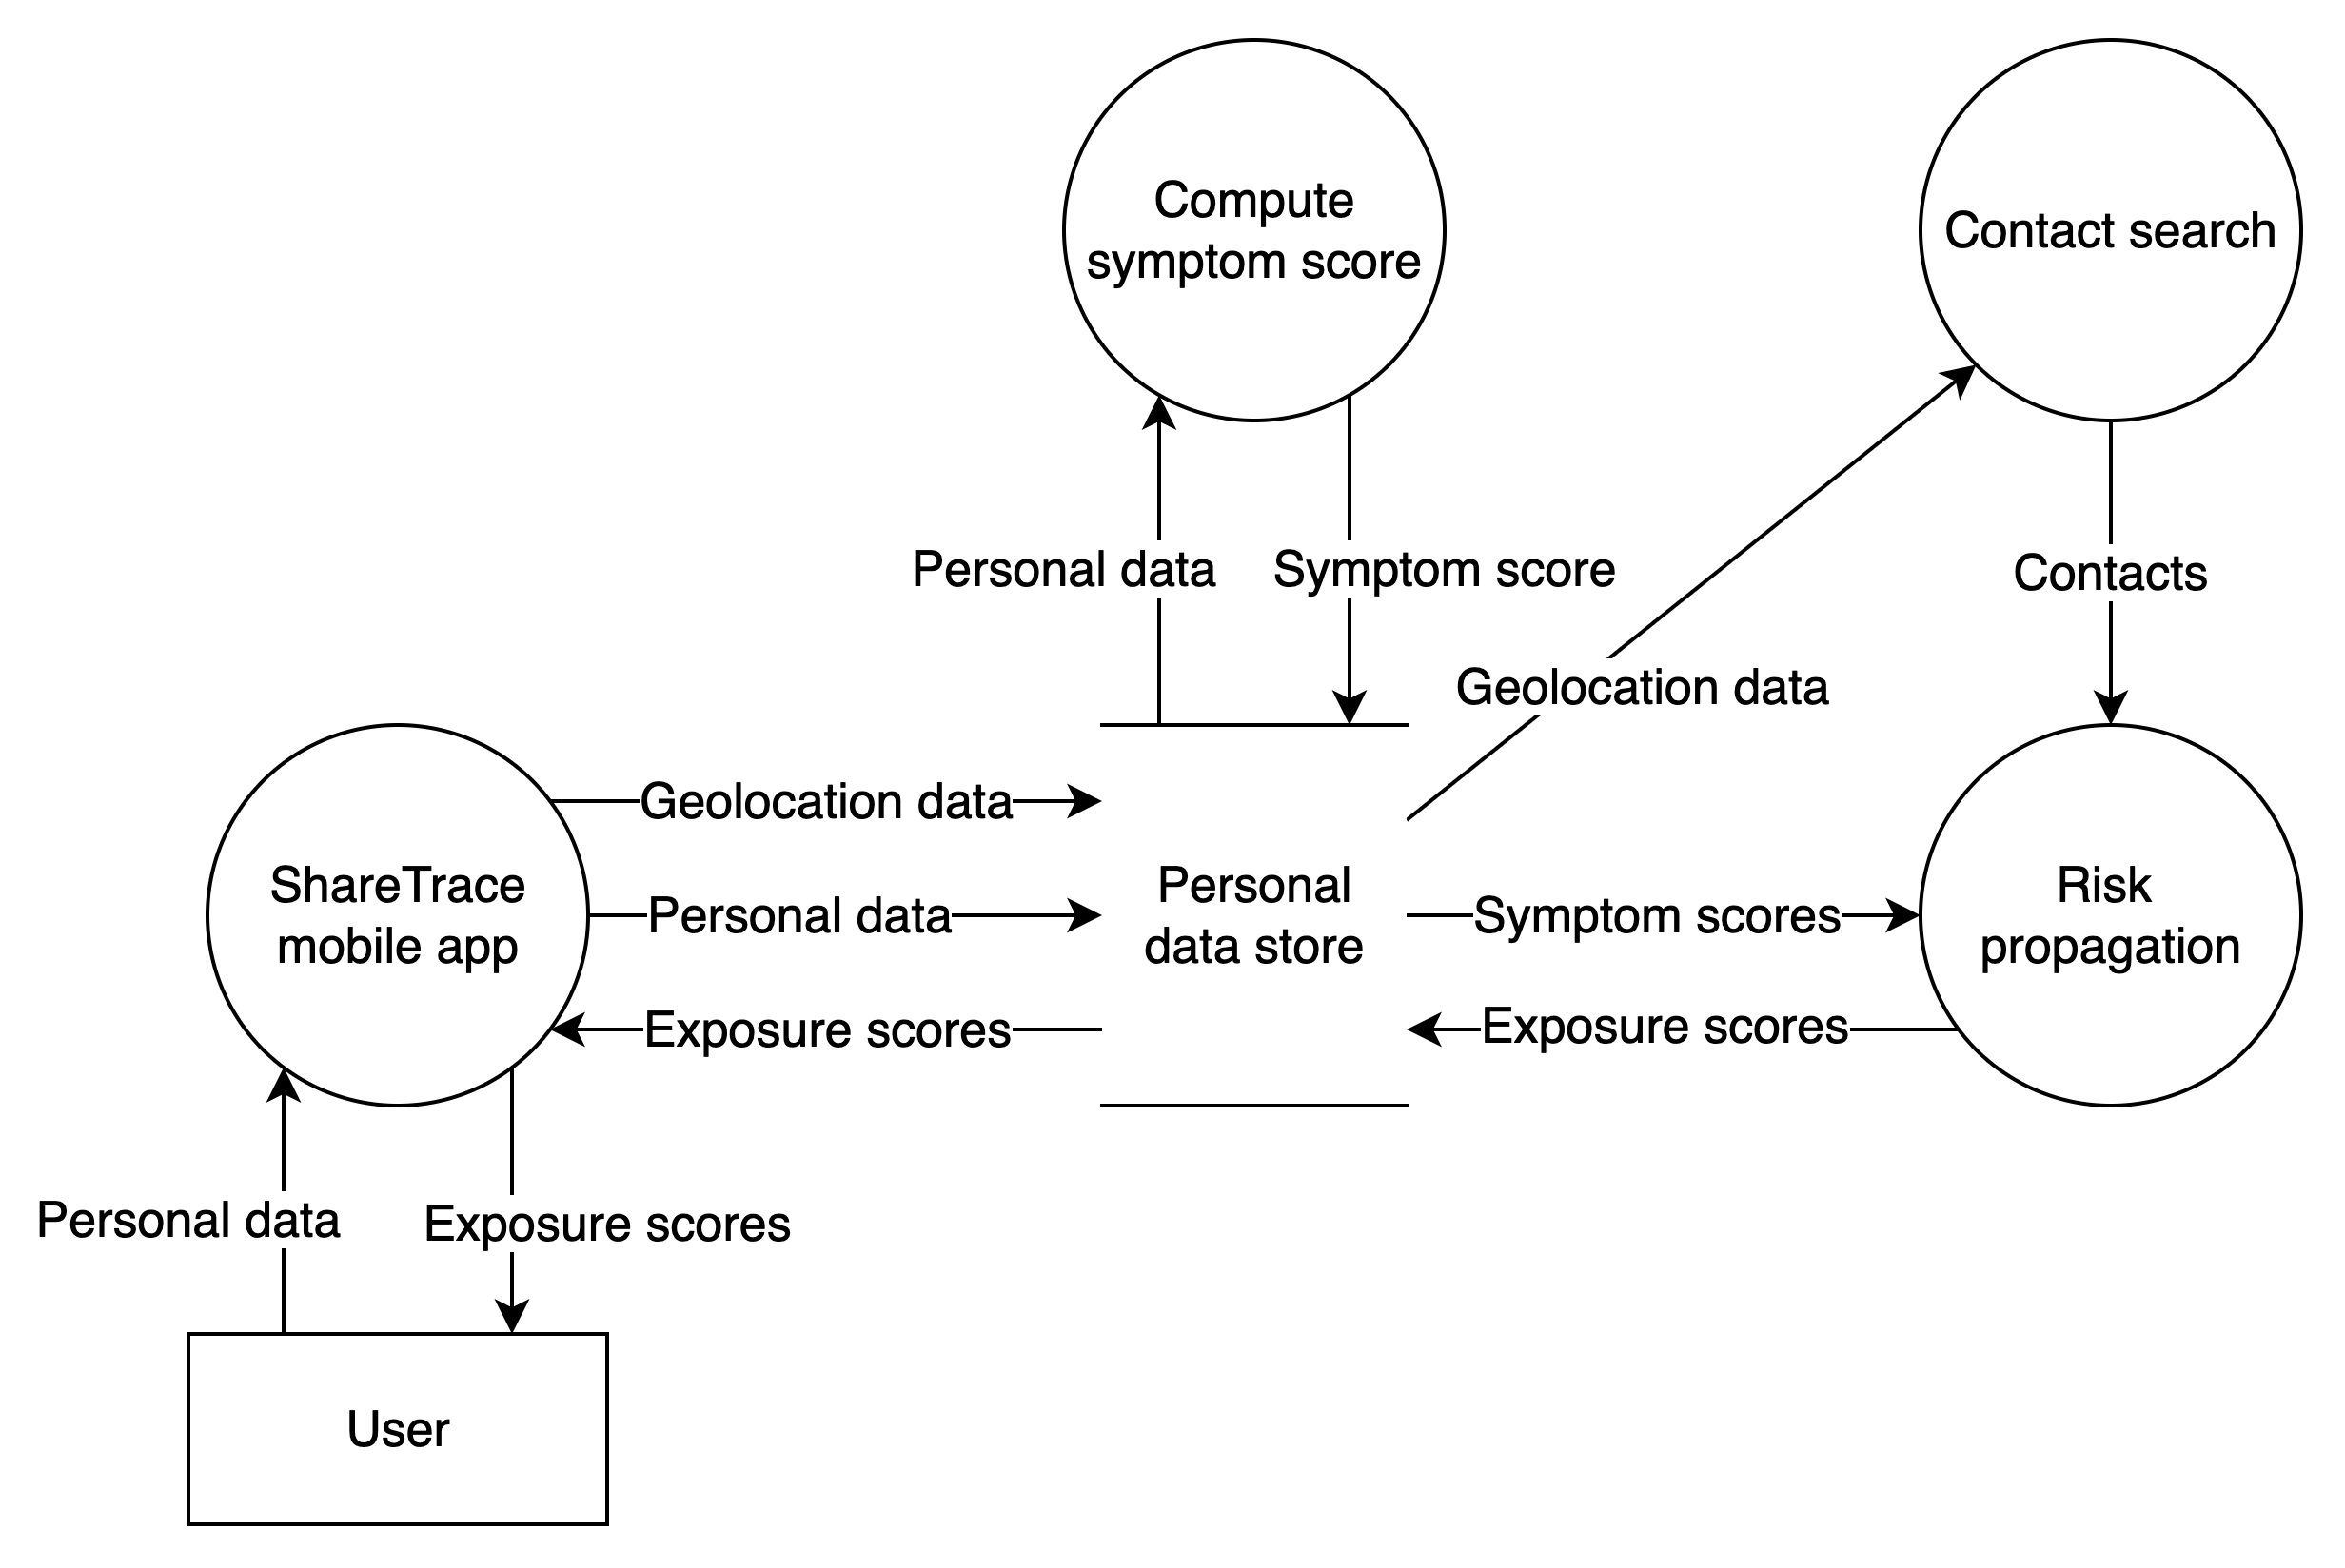 Compute
symptom score
Contact search
Personal data
Symptom score
Contacts
Geolocation data
Geolocation data
ShareTrace
mobile app
Personal data
Personal
data store
Symptom scores
Risk
propagation
Exposure scores
Exposure scores
Personal data
Exposure scores
User